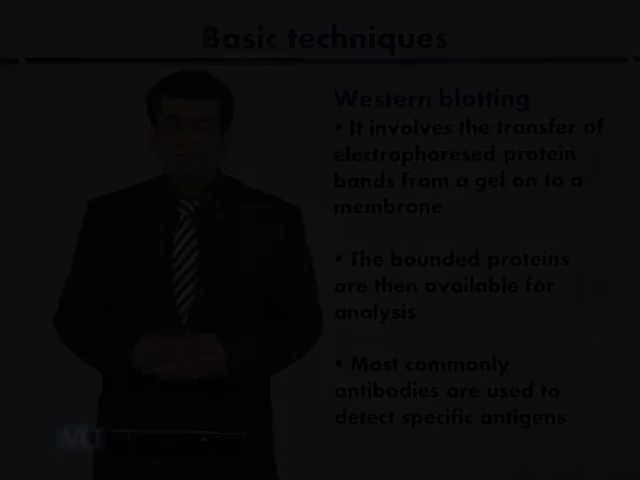 Basic techniques
Western blotting
• It involves the transfer of
electrophoresed protein
bands from a gel on to a
membrane
• The bounded proteins
are then available for
analysis
• Most commonly
antibodies are used to
detect specific antigens